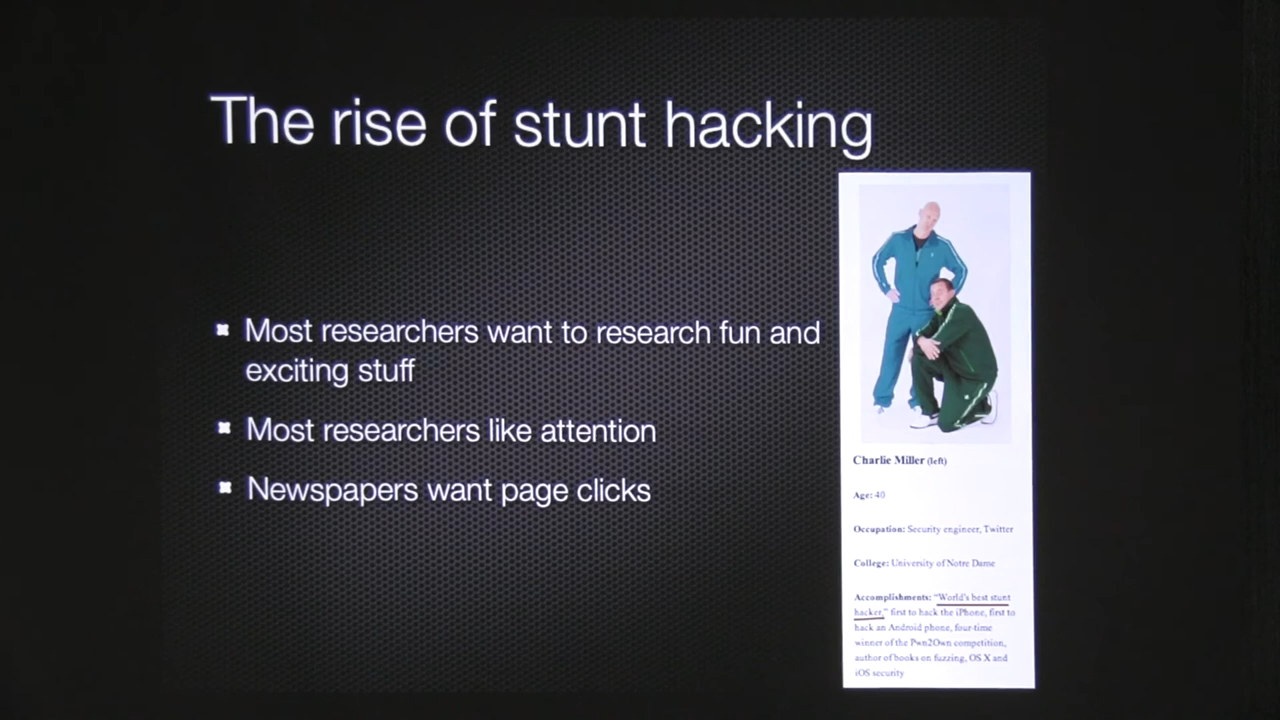 The rise of stunt hacking
Most researchers want to research fun and
exciting stuff
Most researchers like attention
Newspapers want page clicks
Charlie Miller (left)
Age: 40
Occupation: Security engineer, Twitter
College: University of Notre Dame
Accomplishments: “World's best stunt
hacker,” first to hack the iPhone, first to
hack an Android phone, four-time
winner of the Pwn2Own competition,
author of books on fuzzing, OS X and
iOS security